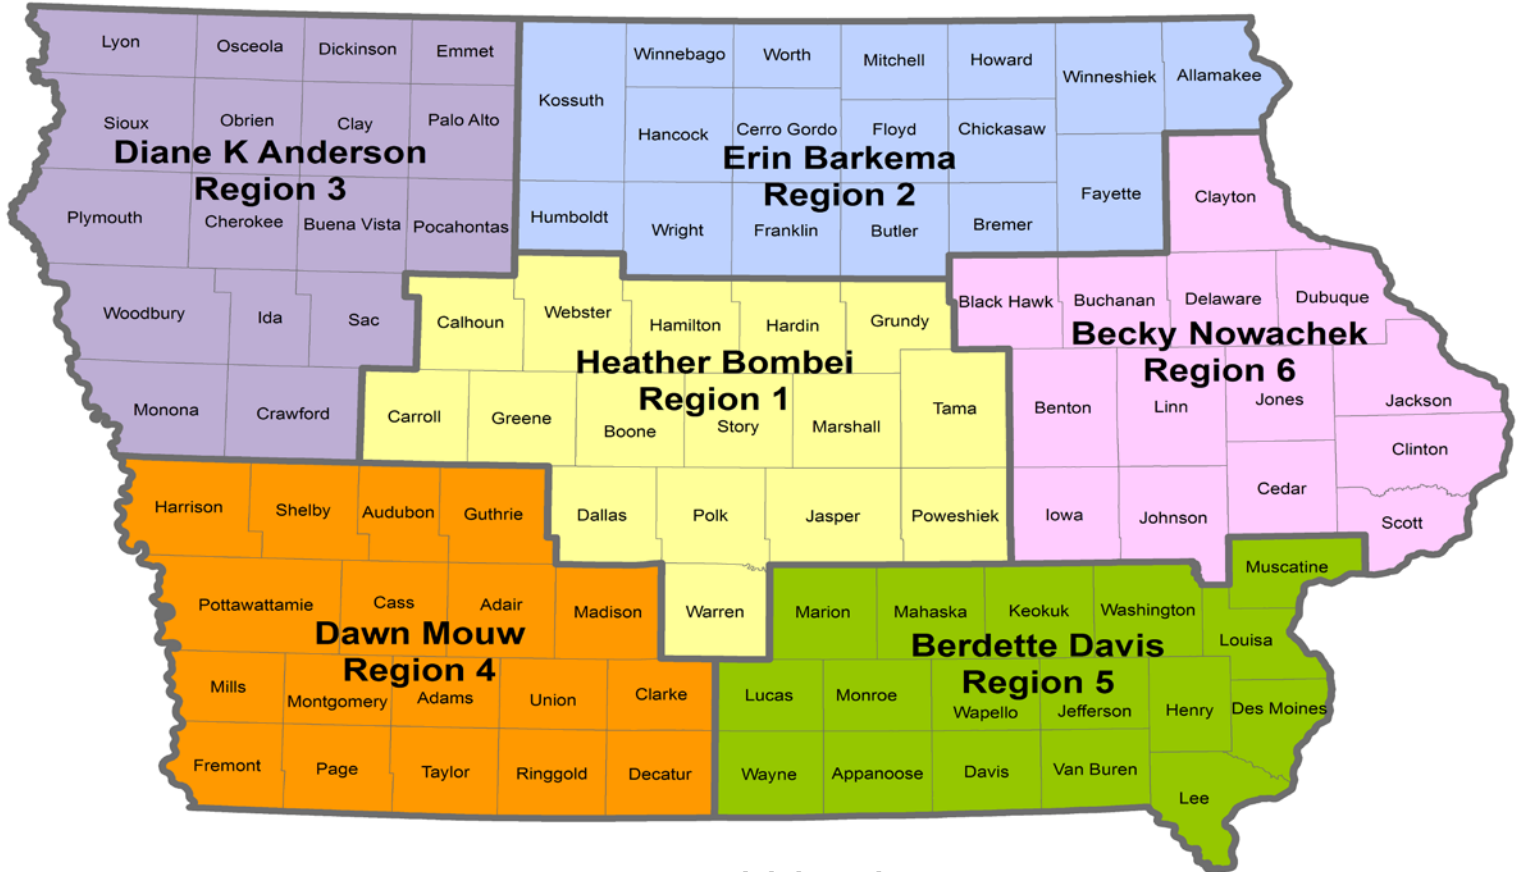 Lyon
Osceola
Dickinson
Emmet
Sioux
Obrien
Clay
Palo Alto
Diane K Anderson
Region 3
Plymouth
Cherokee
Buena Vista
Pocahontas
Woodbury
Ida
Sac
Monona
Crawford
Kossuth
Winnebago
Worth
Mitchell
Howard
Winneshiek
Allamakee
Hancock
Cerro Gordo
Floyd
Chickasaw
Erin Barkema
Region 2
Fayette
Humboldt
Wright
Franklin
Butler
Bremer
Clayton
Black Hawk
Buchanan
Delaware
Dubuque
Becky Nowachek
Region 6
Benton
Linn
Jones
Jackson
Clinton
Cedar
Iowa
Johnson
Scott
Calhoun
Webster
Hamilton
Hardin
Grundy
Heather Bombei
Region 1
Carroll
Greene
Boone
Story
Marshall
Tama
Dallas
Polk
Jasper
Poweshiek
Warren
Harrison
Shelby
Audubon
Guthrie
Pottawattamie
Cass
Adair
Madison
Dawn Mouw
Region 4
Mills
Montgomery
Adams
Union
Clarke
Fremont
Page
Taylor
Ringgold
Decatur
Muscatine
Marion
Mahaska
Keokuk
Washington
Louisa
Berdette Davis
Region 5
Lucas
Monroe
Wapello
Jefferson
Henry
Des Moines
Wayne
Appanoose
Davis
Van Buren
Lee